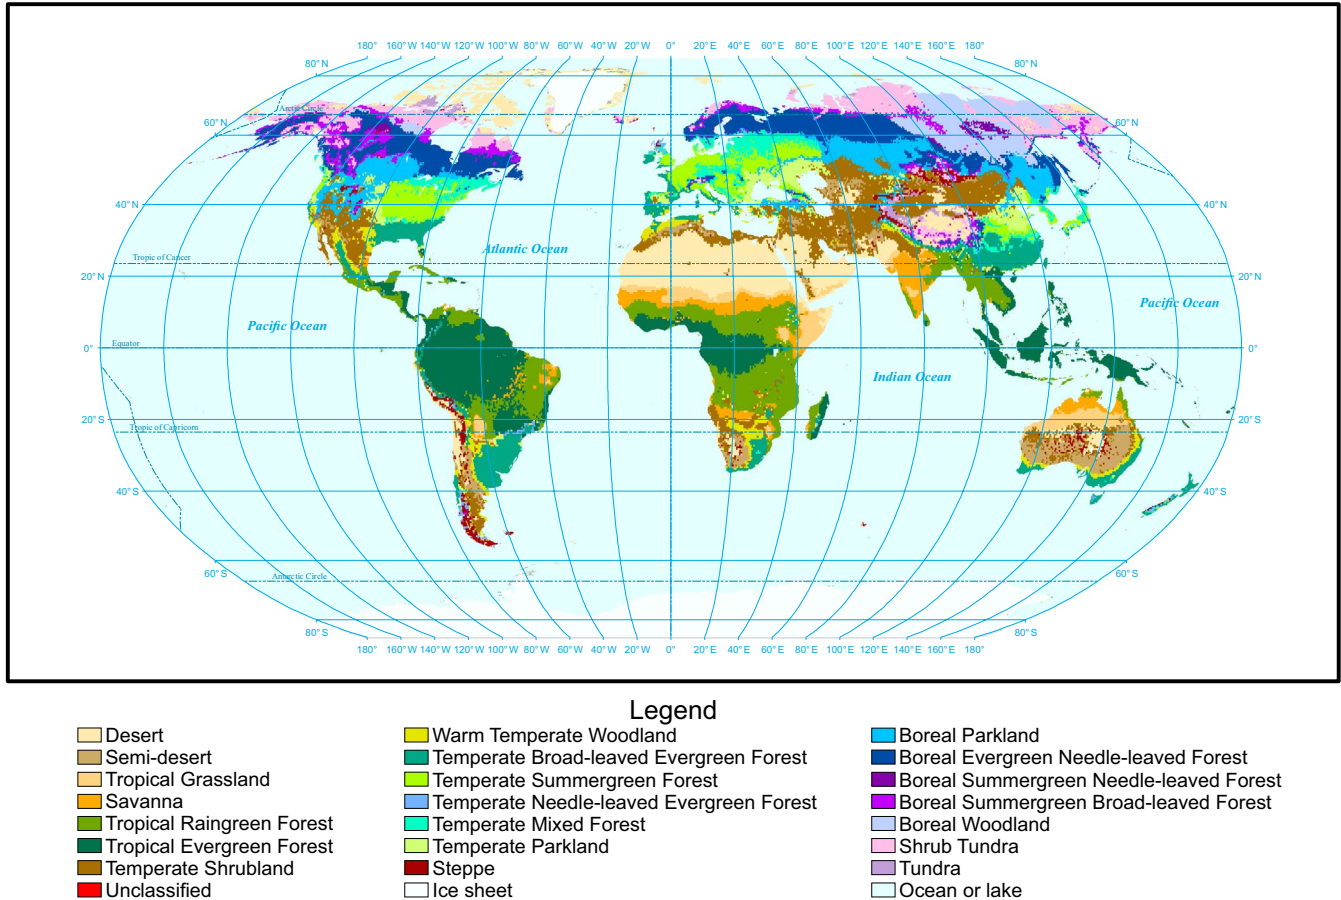 180° 160° W 140° W 120° W 100° W 80° W 60° W 40° W 20° W 0° 20° E 40° E 60° E 80° E 100° E 120° E 140° E 160° E 180°
80° N 80° N
Arctic Circle
60° N 60° N
40° N 40° N
Atlantic Ocean
Tropic of Cancer
20° N 20° N
Pacific Ocean
Pacific Ocean
Equator
0° 0°
Indian Ocean
20° S 20° S
Tropic of Capricorn
40° S 40° S
60° S 60° S
Antarctic Circle
80° S 80° S
180° 160° W 140° W 120° W 100° W 80° W 60° W 40° W 20° W 0° 20° E 40° E 60° E 80° E 100° E 120° E 140° E 160° E 180°
Legend
Desert
Semi-desert
Tropical Grassland
Savanna
Tropical Raingreen Forest
Tropical Evergreen Forest
Temperate Shrubland
Unclassified
Warm Temperate Woodland
Temperate Broad-leaved Evergreen Forest
Temperate Summergreen Forest
Temperate Needle-leaved Evergreen Forest
Temperate Mixed Forest
Temperate Parkland
Steppe
Ice sheet
Boreal Parkland
Boreal Evergreen Needle-leaved Forest
Boreal Summergreen Needle-leaved Forest
Boreal Summergreen Broad-leaved Forest
Boreal Woodland
Shrub Tundra
Tundra
Ocean or lake